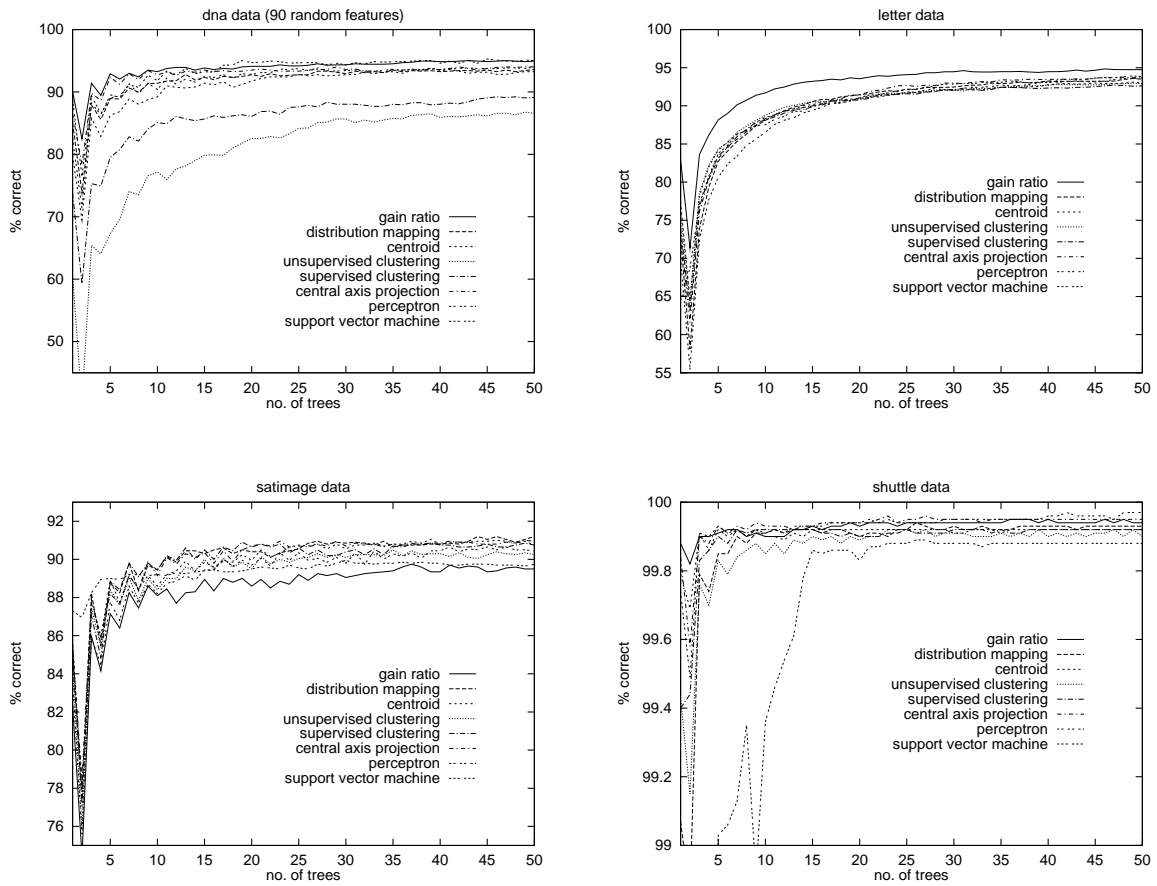 dna data (90 random features)
100
90
80
70
60
50
% correct
gain ratio
distribution mapping
centroid
unsupervised clustering
supervised clustering
central axis projection
perceptron
support vector machine
5 10 15 20 25 30 35 40 45 50
no. of trees
letter data
100
95
90
85
80
75
70
65
60
55
% correct
gain ratio
distribution mapping
centroid
unsupervised clustering
supervised clustering
central axis projection
perceptron
support vector machine
5 10 15 20 25 30 35 40 45 50
no. of trees
satimage data
92
90
88
86
84
82
80
78
76
% correct
gain ratio
distribution mapping
centroid
unsupervised clustering
supervised clustering
central axis projection
perceptron
support vector machine
5 10 15 20 25 30 35 40 45 50
no. of trees
shuttle data
100
99.8
99.6
99.4
99.2
99
% correct
gain ratio
distribution mapping
centroid
unsupervised clustering
supervised clustering
central axis projection
perceptron
support vector machine
5 10 15 20 25 30 35 40 45 50
no. of trees